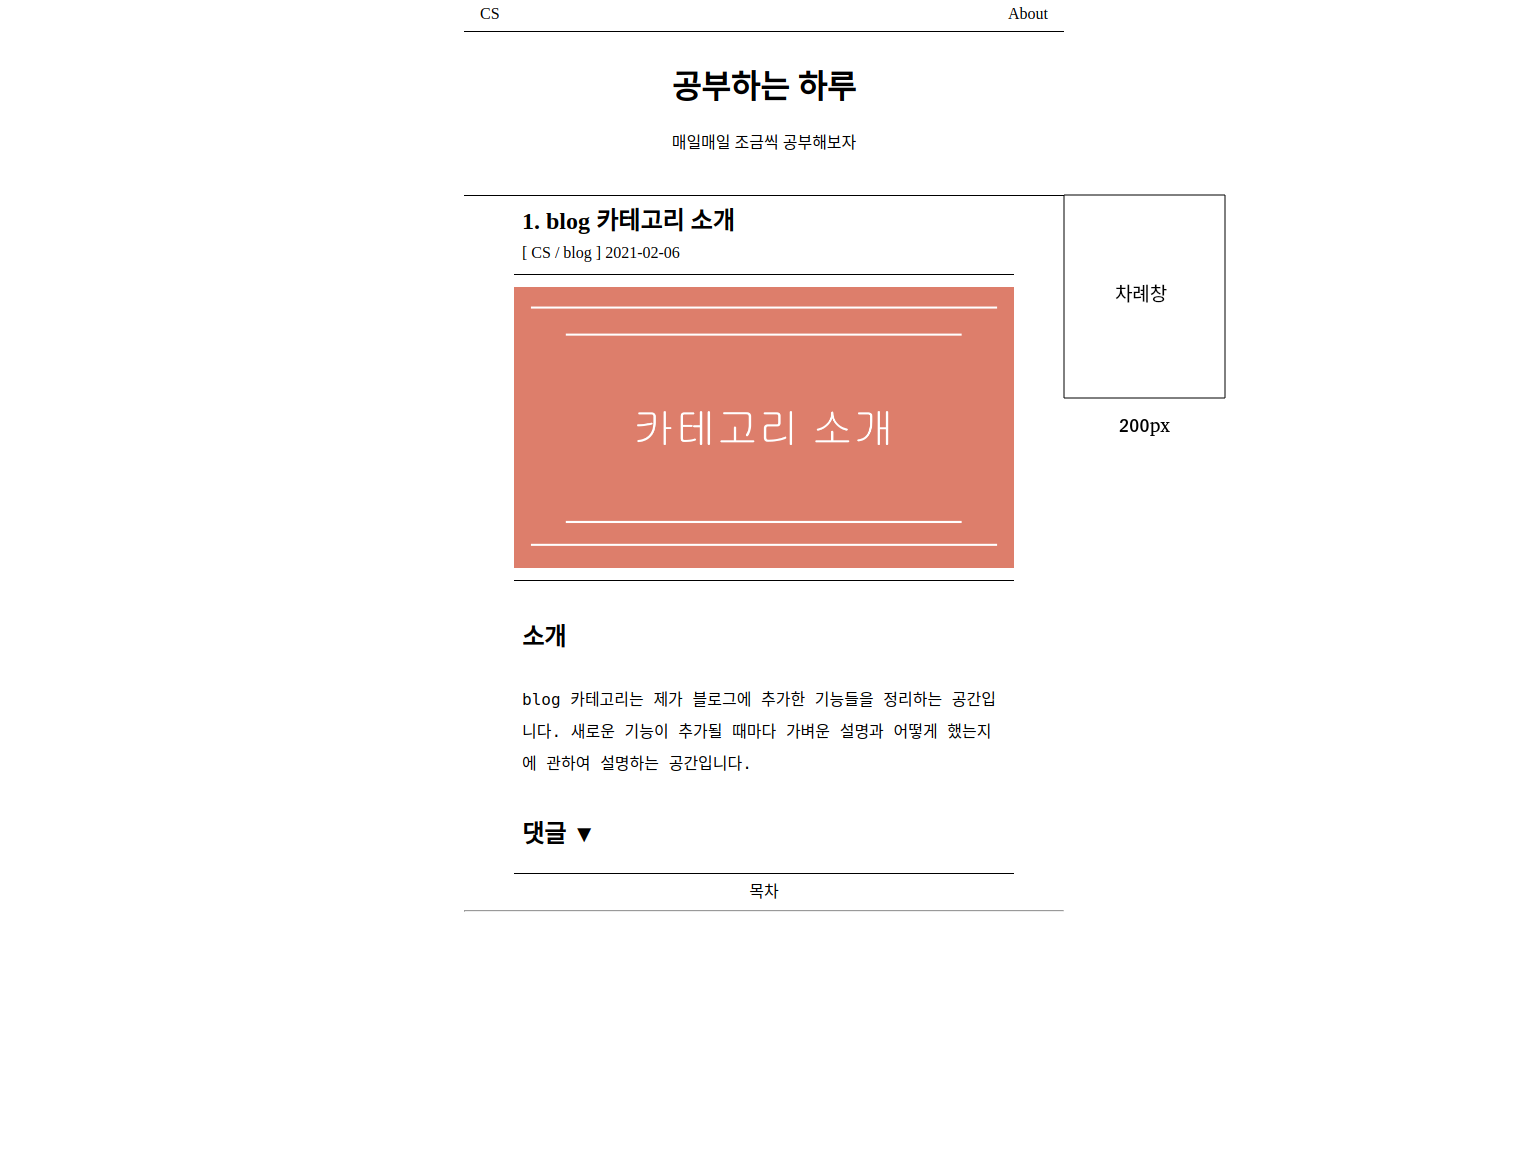 CS About
공부하는 하루
매일매일 조금씩 공부해보자
1. blog 카테고리 소개
[ CS / blog ] 2021-02-06
차례창
카테고리 소개
200px
소개
blog 카테고리는 제가 블로그에 추가한 기능들을 정리하는 공간입
니다. 새로운 기능이 추가될 때마다 가벼운 설명과 어떻게 했는지
에 관하여 설명하는 공간입니다.
댓글 ▼
목차